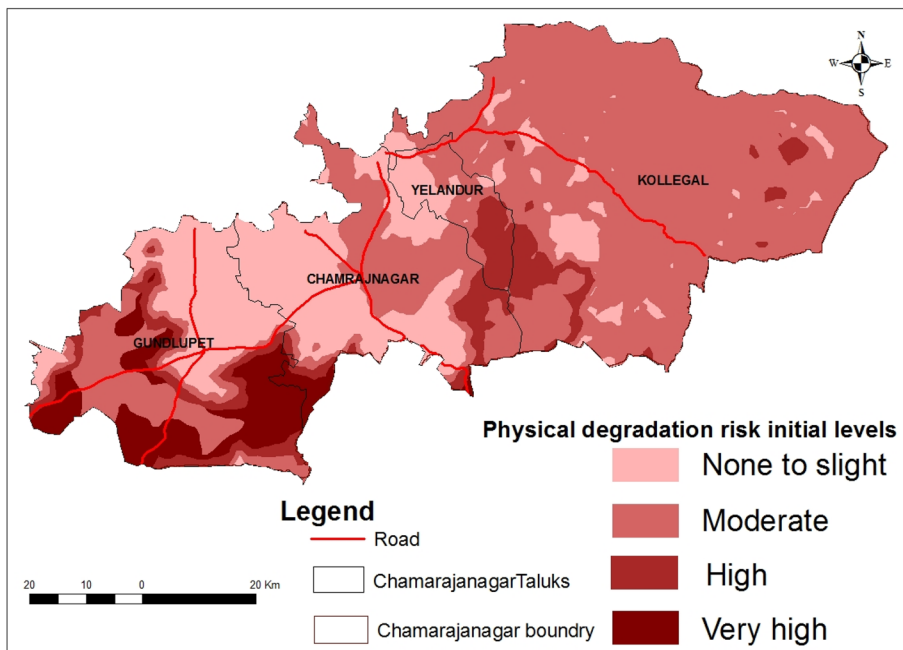 N
W E
S
KOLLEGAL
YELANDUR
CHAMRAJNAGAR
GUNDLUPET
Physical degradation risk initial levels
None to slight
Moderate
High
Very high
Legend
Road
ChamarajanagarTaluks
Chamarajanagar boundry
20 10 0 20 Km